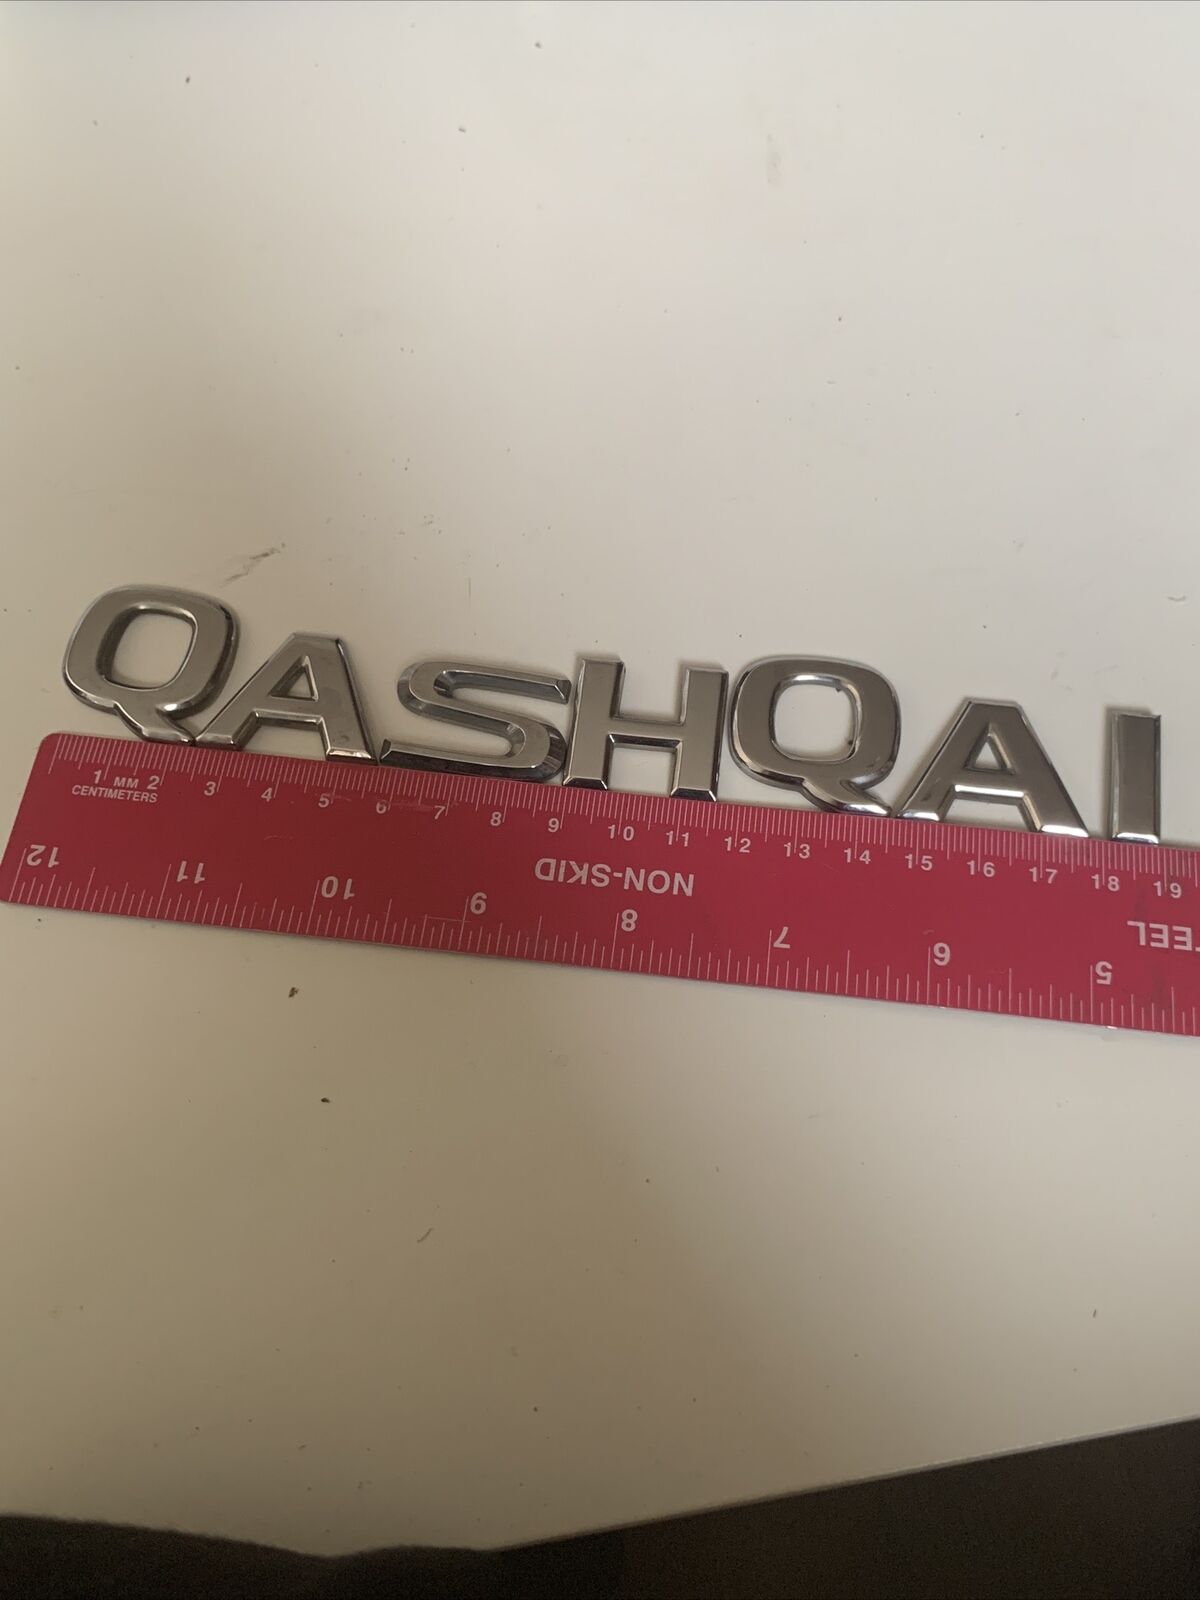 QASHQAI
1 MM 2 3 4 5 6 7 8 9 10 11 12 13 14 15 16 17 18 19
CENTIMETERS
12 11 10 9 8 7 6 5
NON-SKID
TEEL